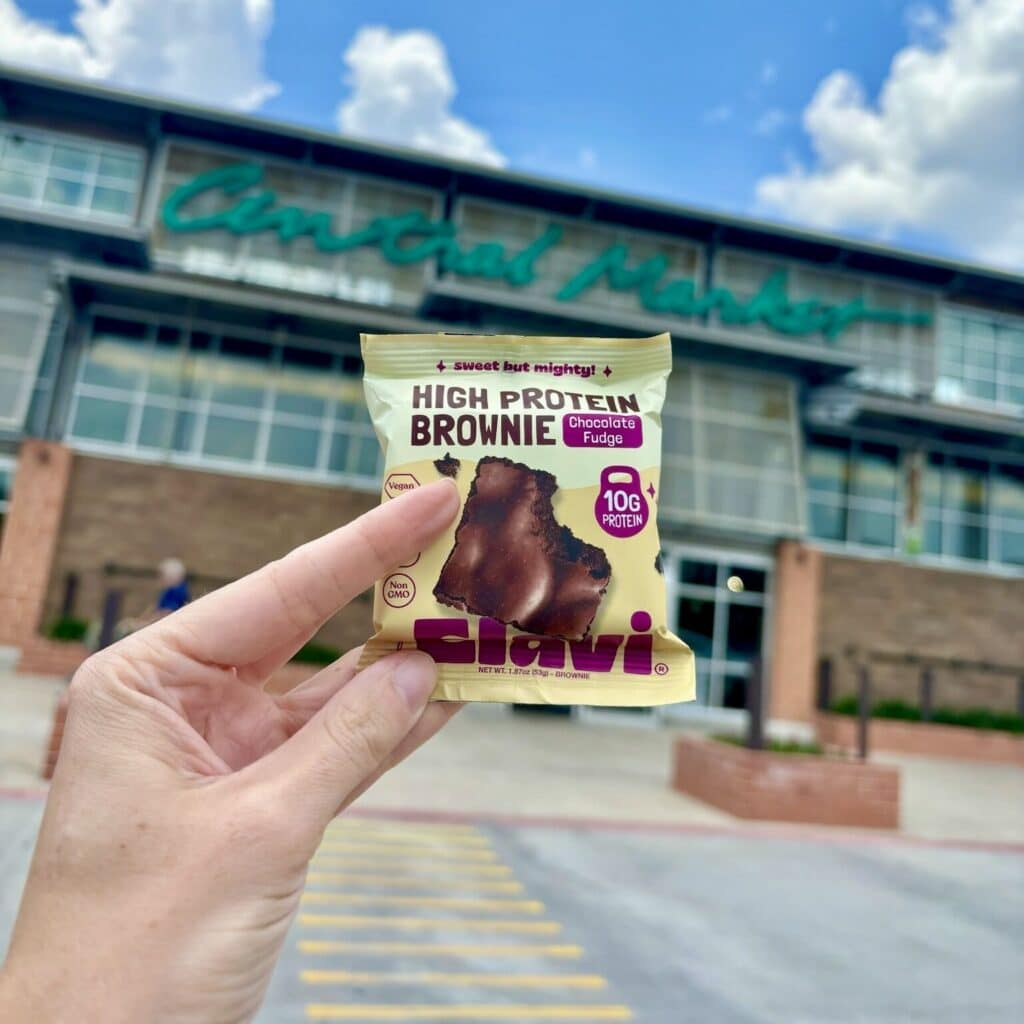 Central Market
✦ sweet but mighty! ✦
HIGH PROTEIN
BROWNIE
Chocolate
Fudge
Vegan
10G
PROTEIN
Non
GMO
Elavi®
NET WT. 1.87oz (53g) - BROWNIE